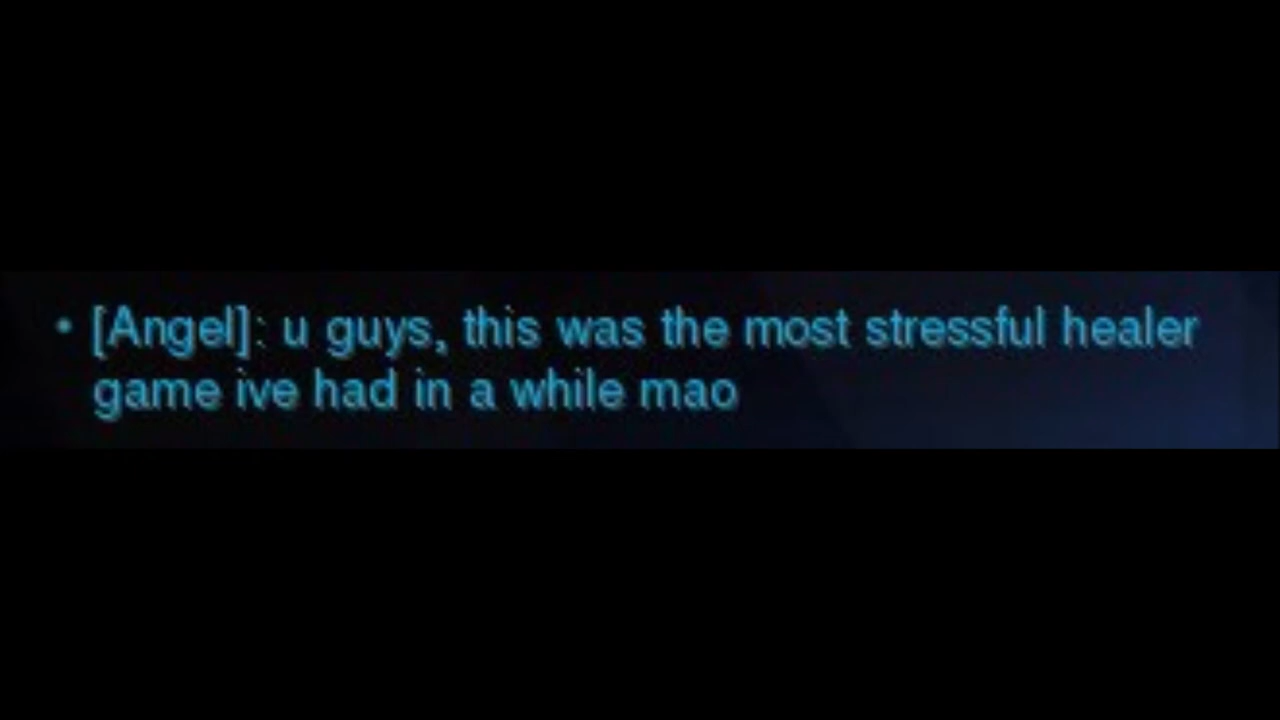 • [Angel]: u guys, this was the most stressful healer
game ive had in a while mao